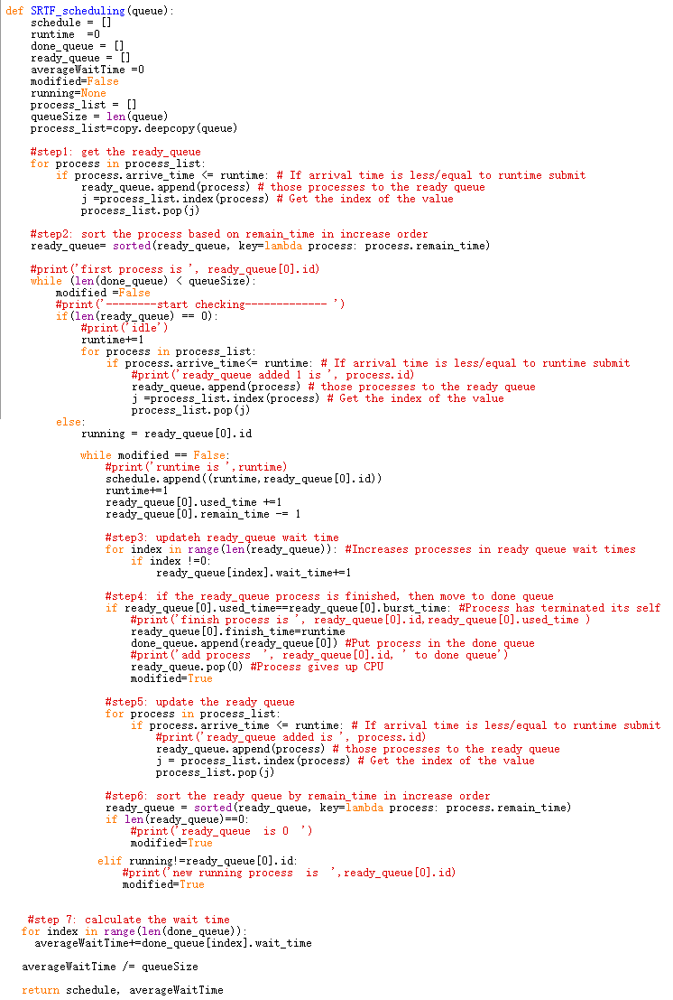 def SRTF_scheduling(queue):
    schedule = []
    runtime  =0
    done_queue = []
    ready_queue = []
    averageWaitTime =0
    modified=False
    running=None
    process_list = []
    queueSize = len(queue)
    process_list=copy.deepcopy(queue)

    #step1: get the ready_queue
    for process in process_list:
        if process.arrive_time <= runtime: # If arrival time is less/equal to runtime submit
            ready_queue.append(process) # those processes to the ready queue
            j =process_list.index(process) # Get the index of the value
            process_list.pop(j)

    #step2: sort the process based on remain_time in increase order
    ready_queue= sorted(ready_queue, key=lambda process: process.remain_time)

    #print('first process is ', ready_queue[0].id)
    while (len(done_queue) < queueSize):
        modified =False
        #print('--------start checking------------- ')
        if(len(ready_queue) == 0):
            #print('idle')
            runtime+=1
            for process in process_list:
                if process.arrive_time<= runtime: # If arrival time is less/equal to runtime submit
                    #print('ready_queue added 1 is ', process.id)
                    ready_queue.append(process) # those processes to the ready queue
                    j =process_list.index(process) # Get the index of the value
                    process_list.pop(j)
        else:
            running = ready_queue[0].id

            while modified == False:
                #print('runtime is ',runtime)
                schedule.append((runtime,ready_queue[0].id))
                runtime+=1
                ready_queue[0].used_time +=1
                ready_queue[0].remain_time -= 1

                #step3: updateh ready_queue wait time
                for index in range(len(ready_queue)): #Increases processes in ready queue wait times
                    if index !=0:
                        ready_queue[index].wait_time+=1

                #step4: if the ready_queue process is finished, then move to done queue
                if ready_queue[0].used_time==ready_queue[0].burst_time: #Process has terminated its self
                    #print('finish process is ', ready_queue[0].id,ready_queue[0].used_time )
                    ready_queue[0].finish_time=runtime
                    done_queue.append(ready_queue[0]) #Put process in the done queue
                    #print('add process  ', ready_queue[0].id, ' to done queue')
                    ready_queue.pop(0) #Process gives up CPU
                    modified=True

                #step5: update the ready queue
                for process in process_list:
                    if process.arrive_time <= runtime: # If arrival time is less/equal to runtime submit
                        #print('ready_queue added is ', process.id)
                        ready_queue.append(process) # those processes to the ready queue
                        j = process_list.index(process) # Get the index of the value
                        process_list.pop(j)

                #step6: sort the ready queue by remain_time in increase order
                ready_queue = sorted(ready_queue, key=lambda process: process.remain_time)
                if len(ready_queue)==0:
                    #print('ready_queue  is 0  ')
                    modified=True
                elif running!=ready_queue[0].id:
                    #print('new running process  is  ',ready_queue[0].id)
                    modified=True

    #step 7: calculate the wait time
    for index in range(len(done_queue)):
        averageWaitTime+=done_queue[index].wait_time

    averageWaitTime /= queueSize

    return schedule, averageWaitTime